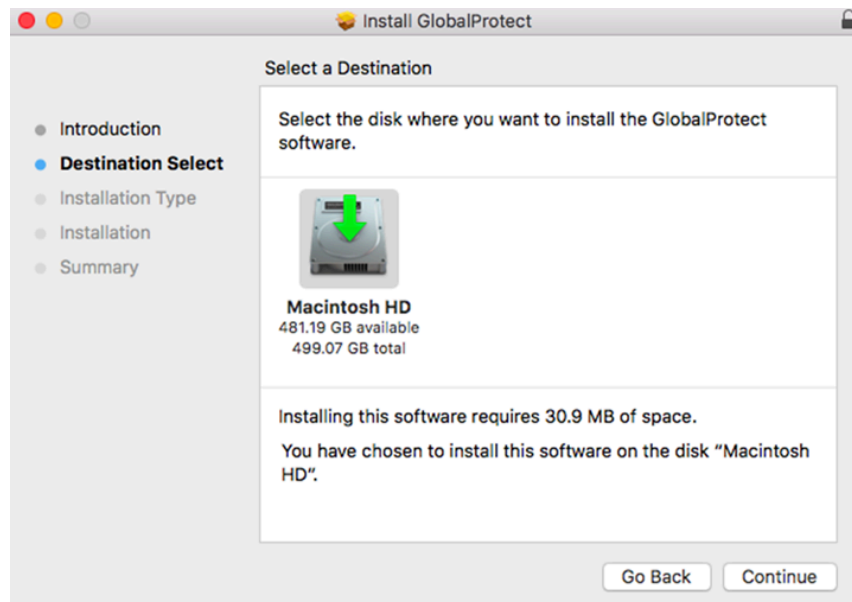 Install GlobalProtect
Select a Destination
Introduction
Destination Select
Installation Type
Installation
Summary
Select the disk where you want to install the GlobalProtect
software.
Macintosh HD
481.19 GB available
499.07 GB total
Installing this software requires 30.9 MB of space.
You have chosen to install this software on the disk “Macintosh
HD”.
Go Back
Continue